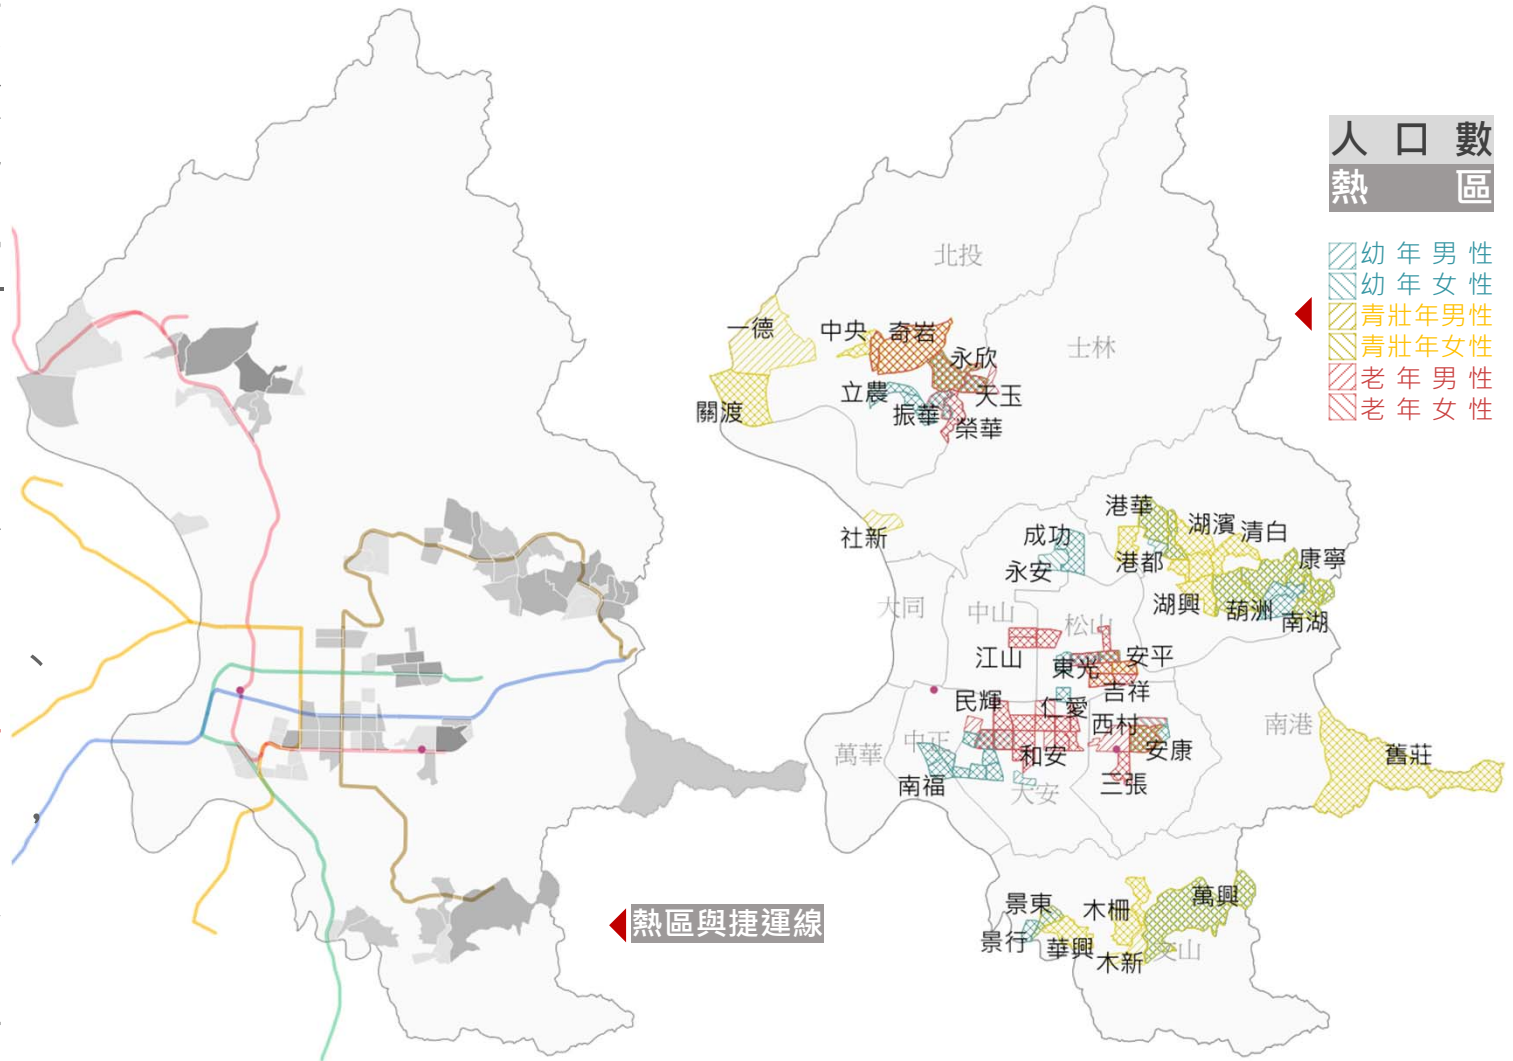 人口數
熱區
幼年男性
幼年女性
青壯年男性
青壯年女性
老年男性
老年女性
北投
士林
一德
中央
奇岩
永欣
天玉
立農
振華
榮華
關渡
社新
港華
湖濱
清白
成功
港都
康寧
永安
湖興
葫洲
南湖
大同
中山
松山
江山
東光
安平
吉祥
民輝
仁愛
西村
南港
萬華
中正
和安
安康
舊莊
南福
大安
三張
景東
木柵
萬興
景行
華興
木新
文山
熱區與捷運線